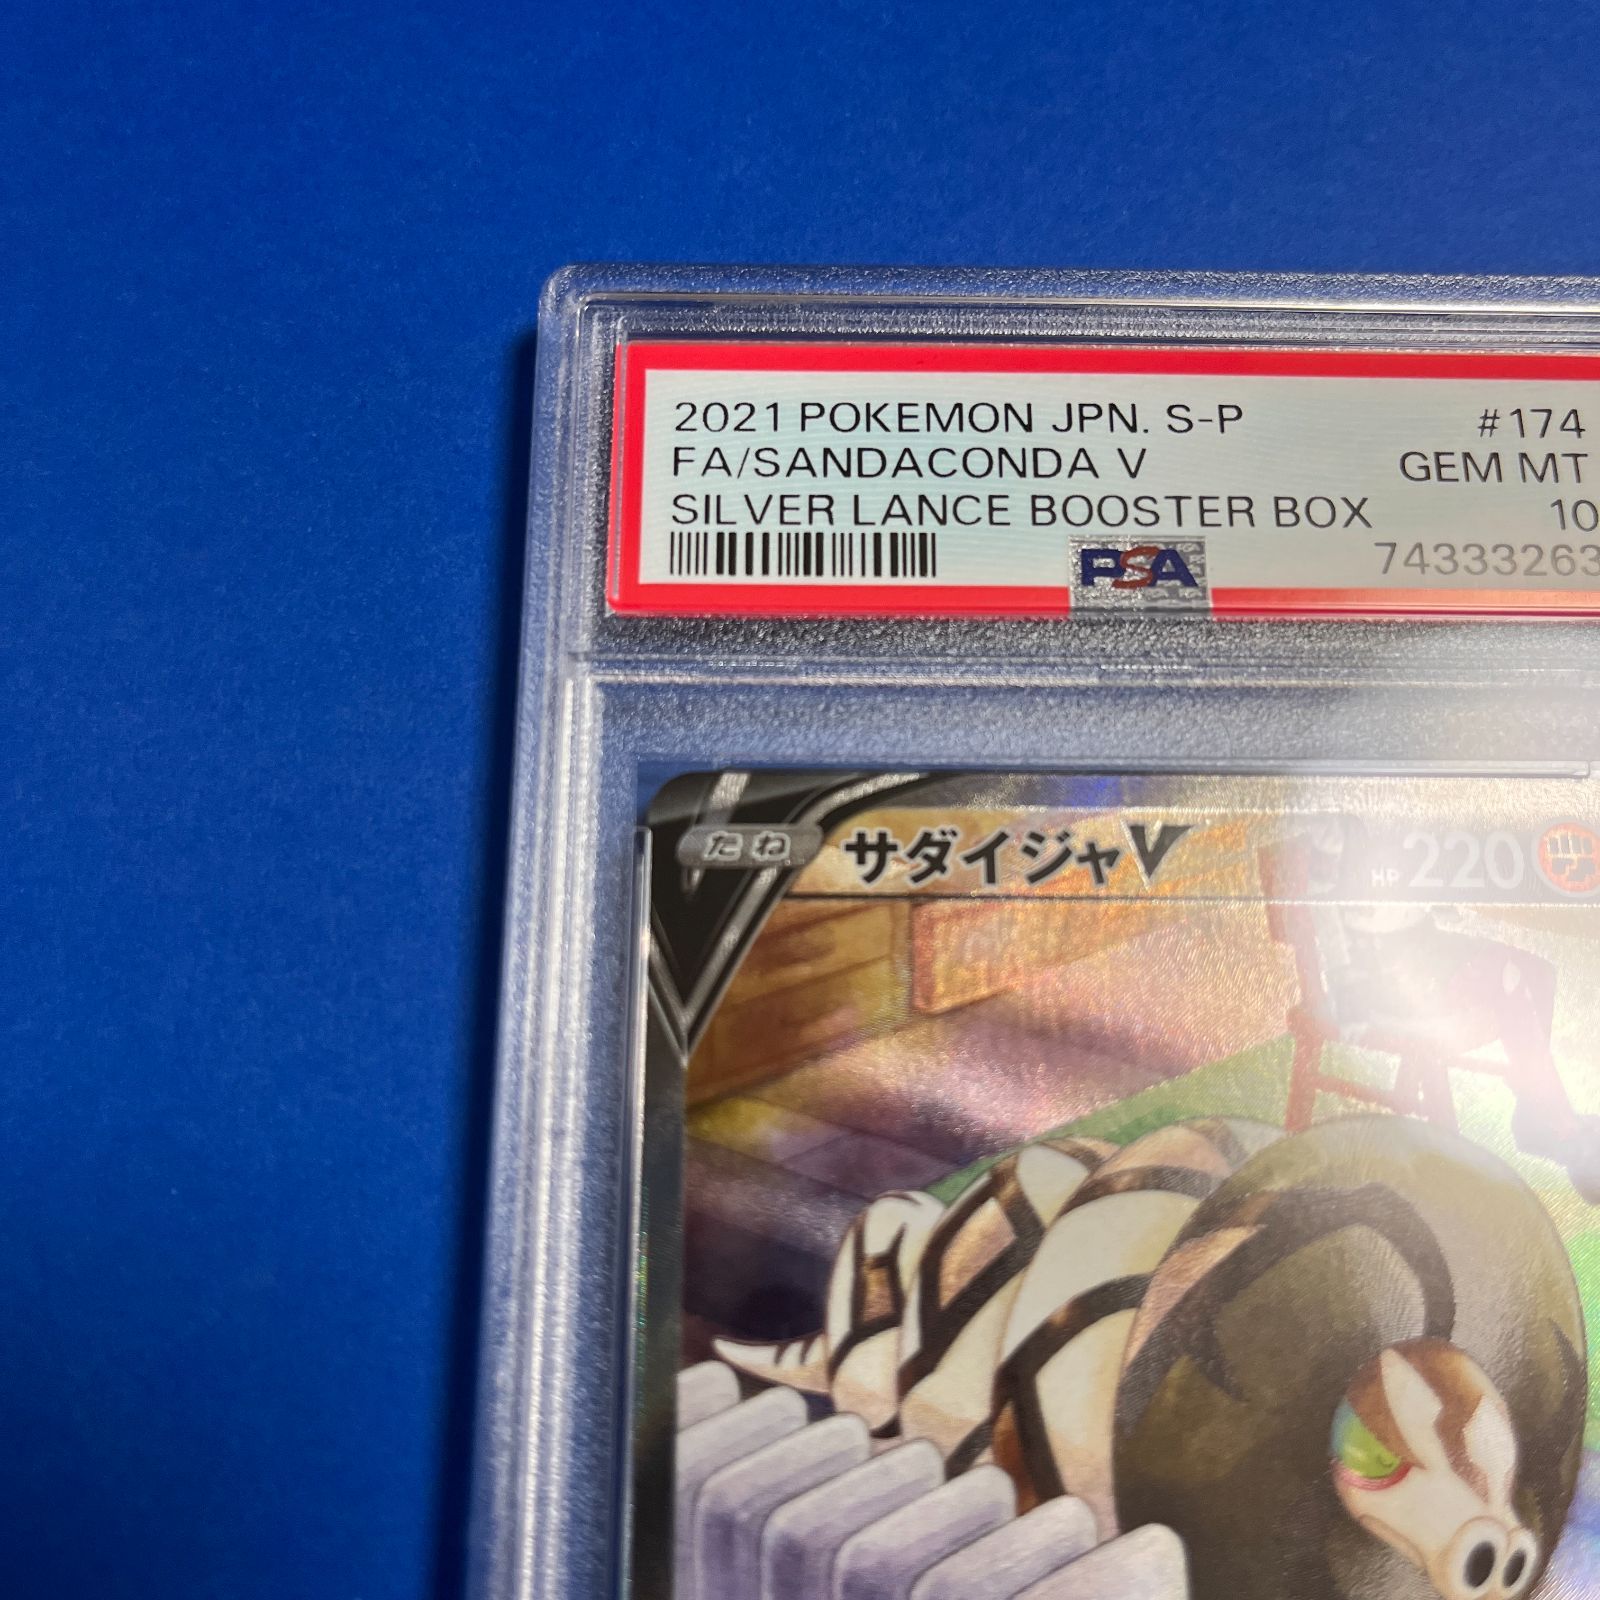 2021 POKEMON JPN. S-P #174
FA/SANDACONDA V GEM MT
SILVER LANCE BOOSTER BOX 10
PSA 74333263
たね サダイジャV HP 220